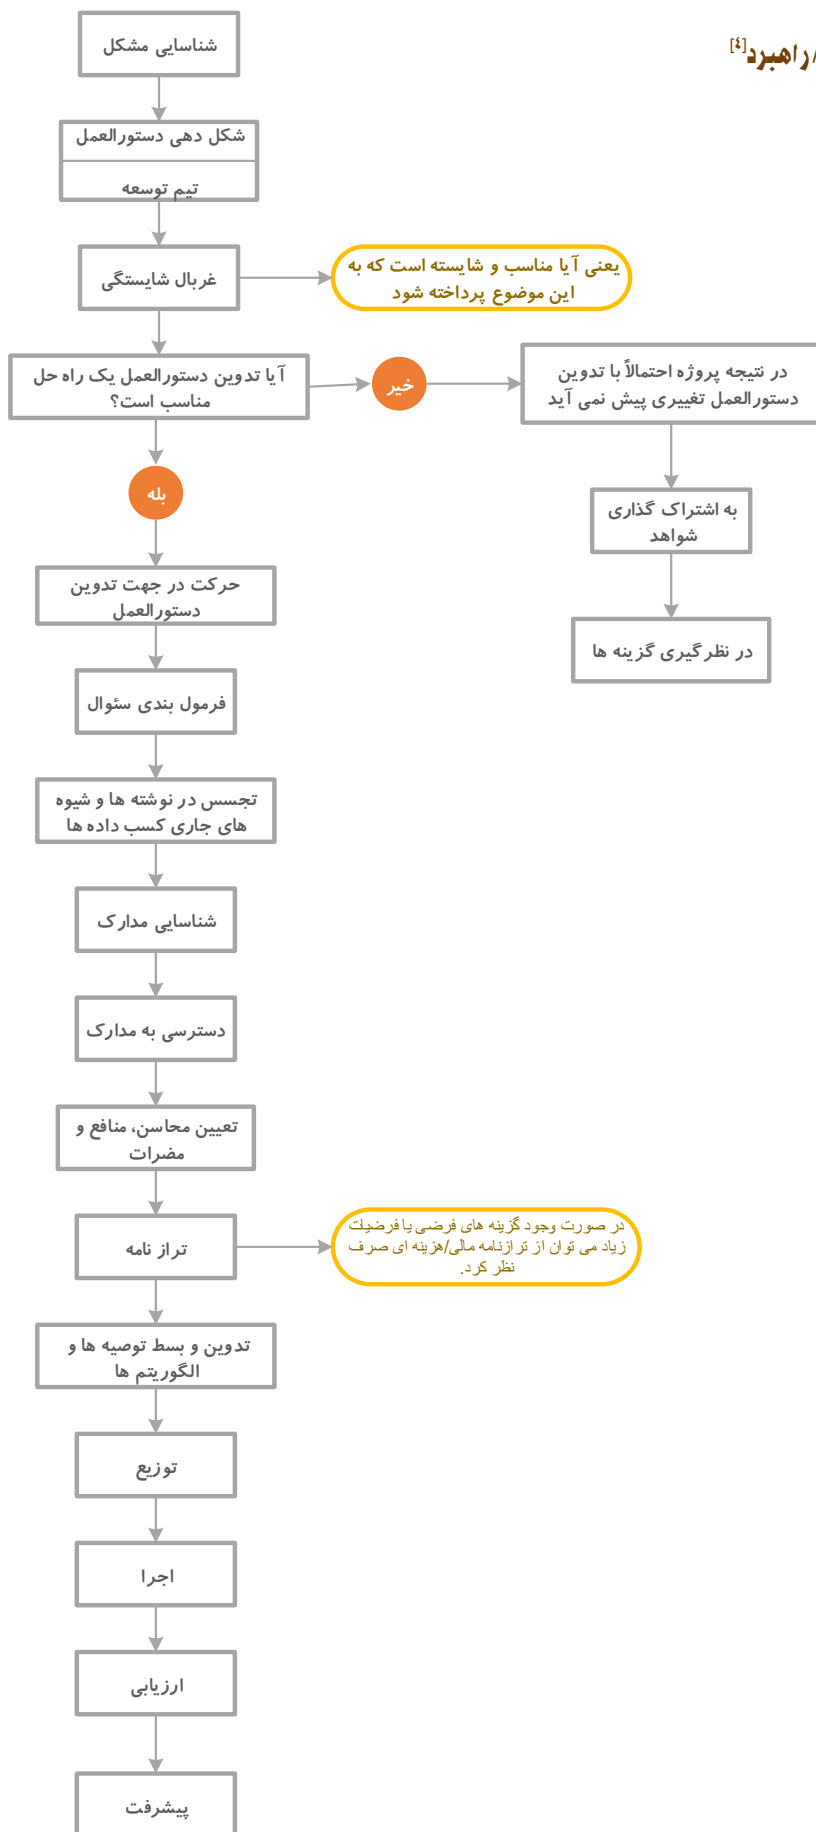 /راهبرد[٤]
شناسایی مشکل
شکل دهی دستورالعمل
تیم توسعه
غربال شایستگی
یعنی آیا مناسب و شایسته است که به
این موضوع پرداخته شود
آیا تدوین دستورالعمل یک راه حل
مناسب است؟
خیر
در نتیجه پروژه احتمالاً با تدوین
دستورالعمل تغییری پیش نمی آید
به اشتراک گذاری
شواهد
در نظرگیری گزینه ها
بله
حرکت در جهت تدوین
دستورالعمل
فرمول بندی سئوال
تجسس در نوشته ها و شیوه
های جاری کسب داده ها
شناسایی مدارک
دسترسی به مدارک
تعیین محاسن، منافع و
مضرات
تراز نامه
در صورت وجود گزینه های فرضی یا فرضیات
زیاد می توان از ترازنامه مالی/هزینه ای صرف
نظر کرد.
تدوین و بسط توصیه ها و
الگوریتم ها
توزیع
اجرا
ارزیابی
پیشرفت